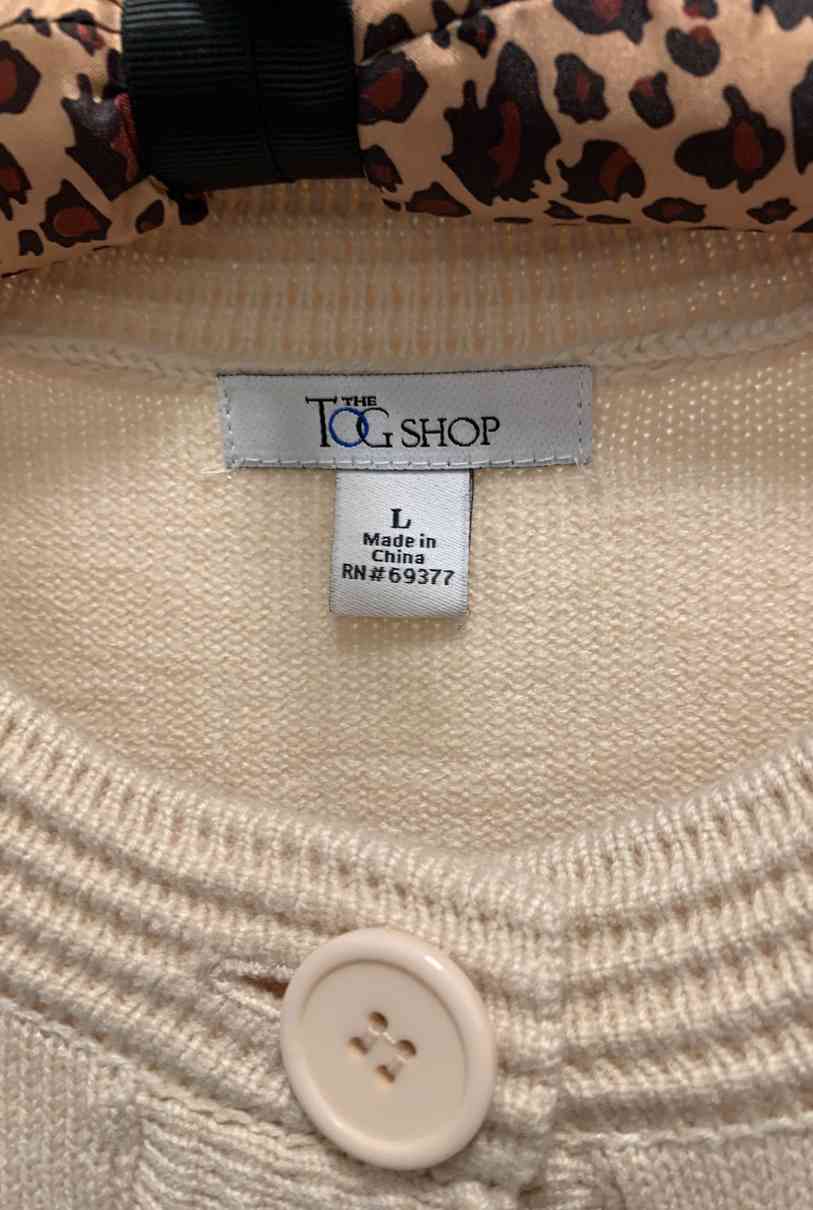 THE
TOG SHOP
L
Made in
China
RN#69377